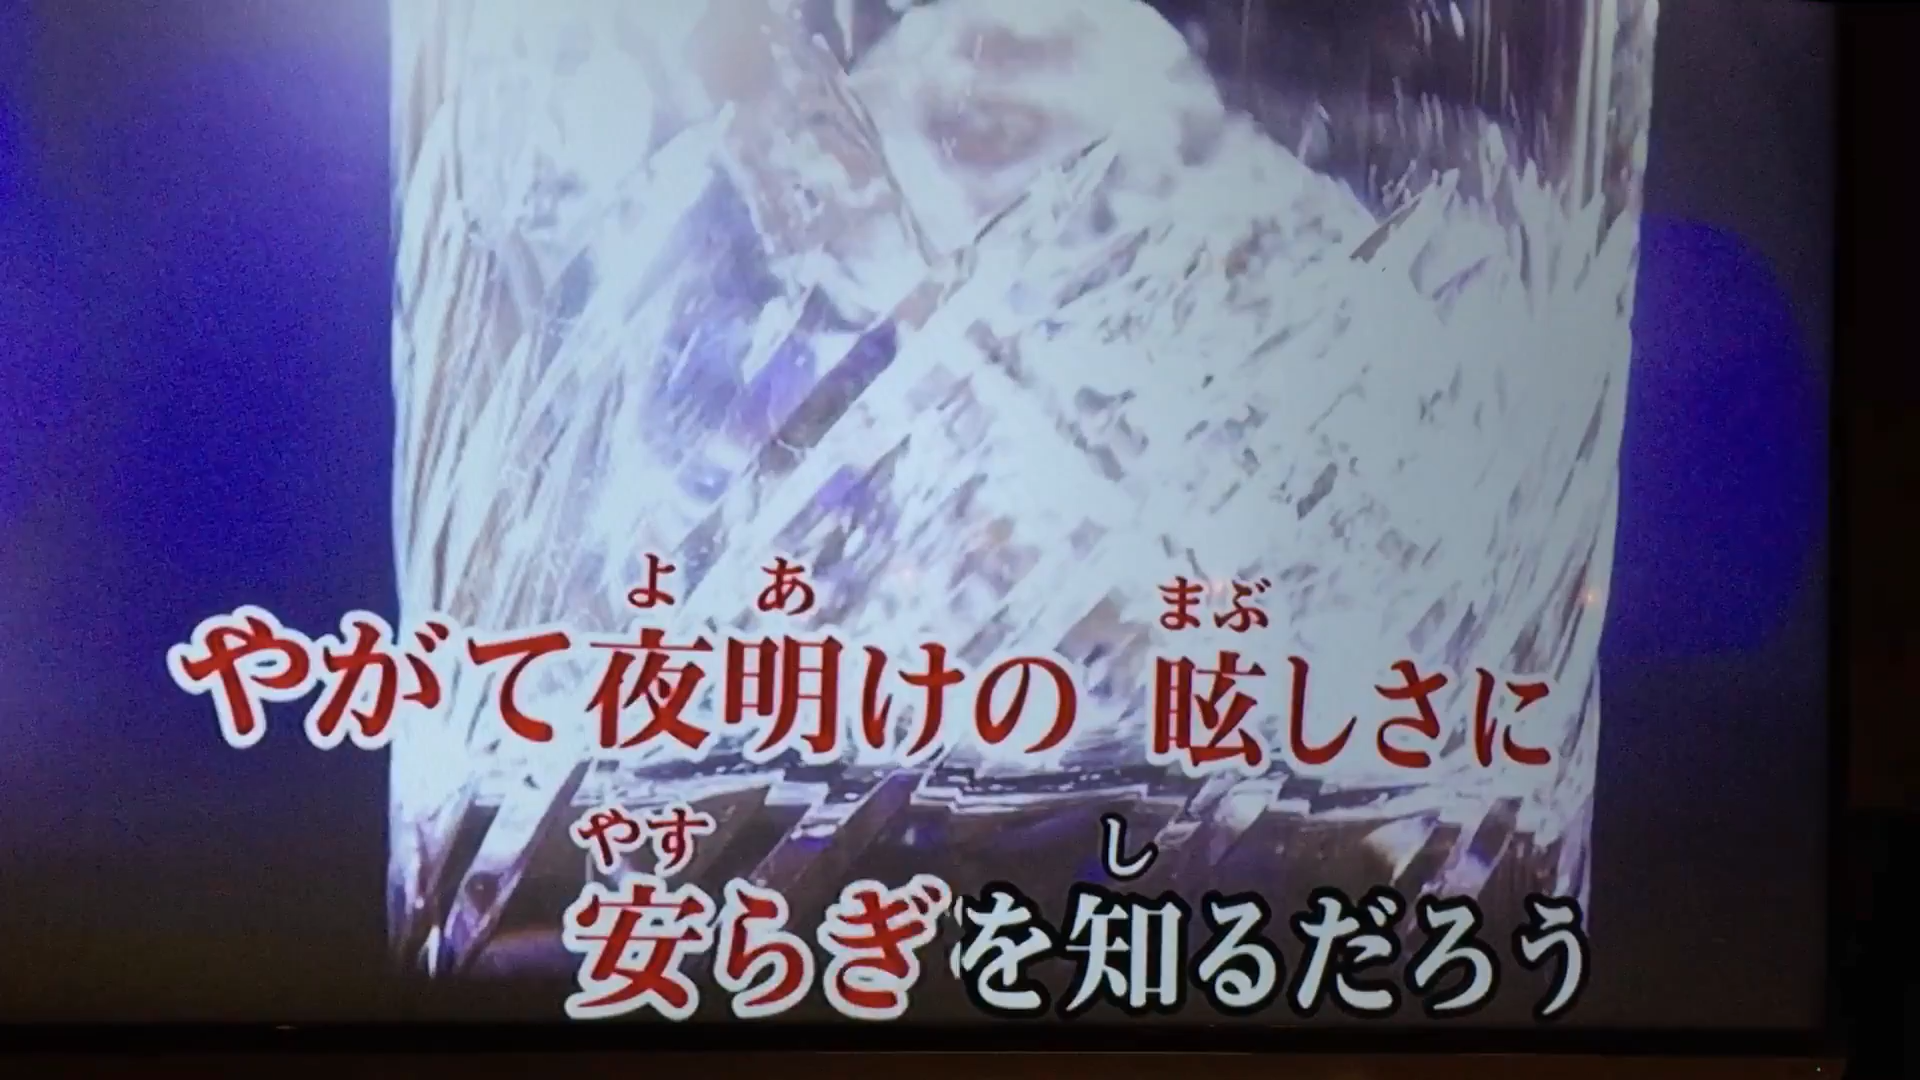 よ あ まぶ
やがて夜明けの 眩しさに
やす し
安らぎを知るだろう